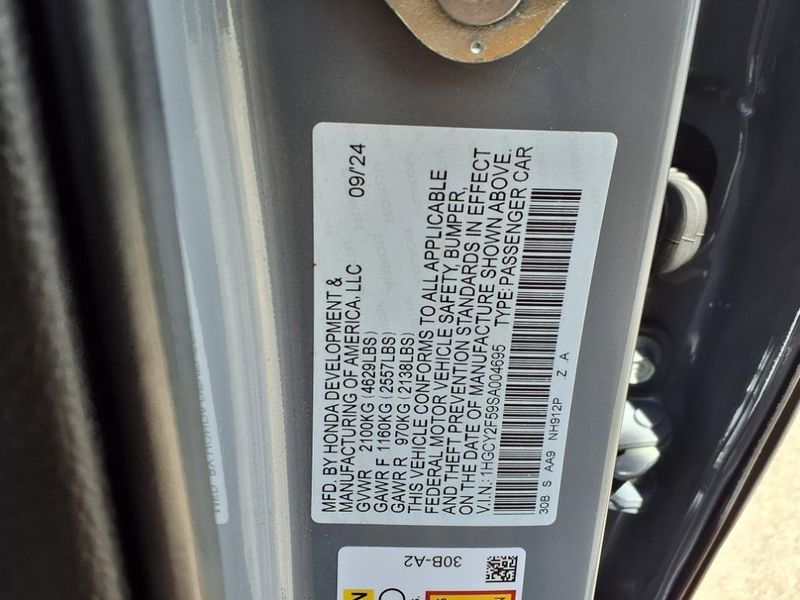 MFD. BY HONDA DEVELOPMENT &
MANUFACTURING OF AMERICA, LLC 09/'24
GVWR 2100KG (4629LBS)
GAWR F 1160KG (2557LBS)
GAWR R 970KG (2138LBS)
THIS VEHICLE CONFORMS TO ALL APPLICABLE
FEDERAL MOTOR VEHICLE SAFETY, BUMPER,
AND THEFT PREVENTION STANDARDS IN EFFECT
ON THE DATE OF MANUFACTURE SHOWN ABOVE.
V.I.N.: 1HGCY2F59SA004695 TYPE: PASSENGER CAR
30B S AA9 NH912P Z A
30B-A2